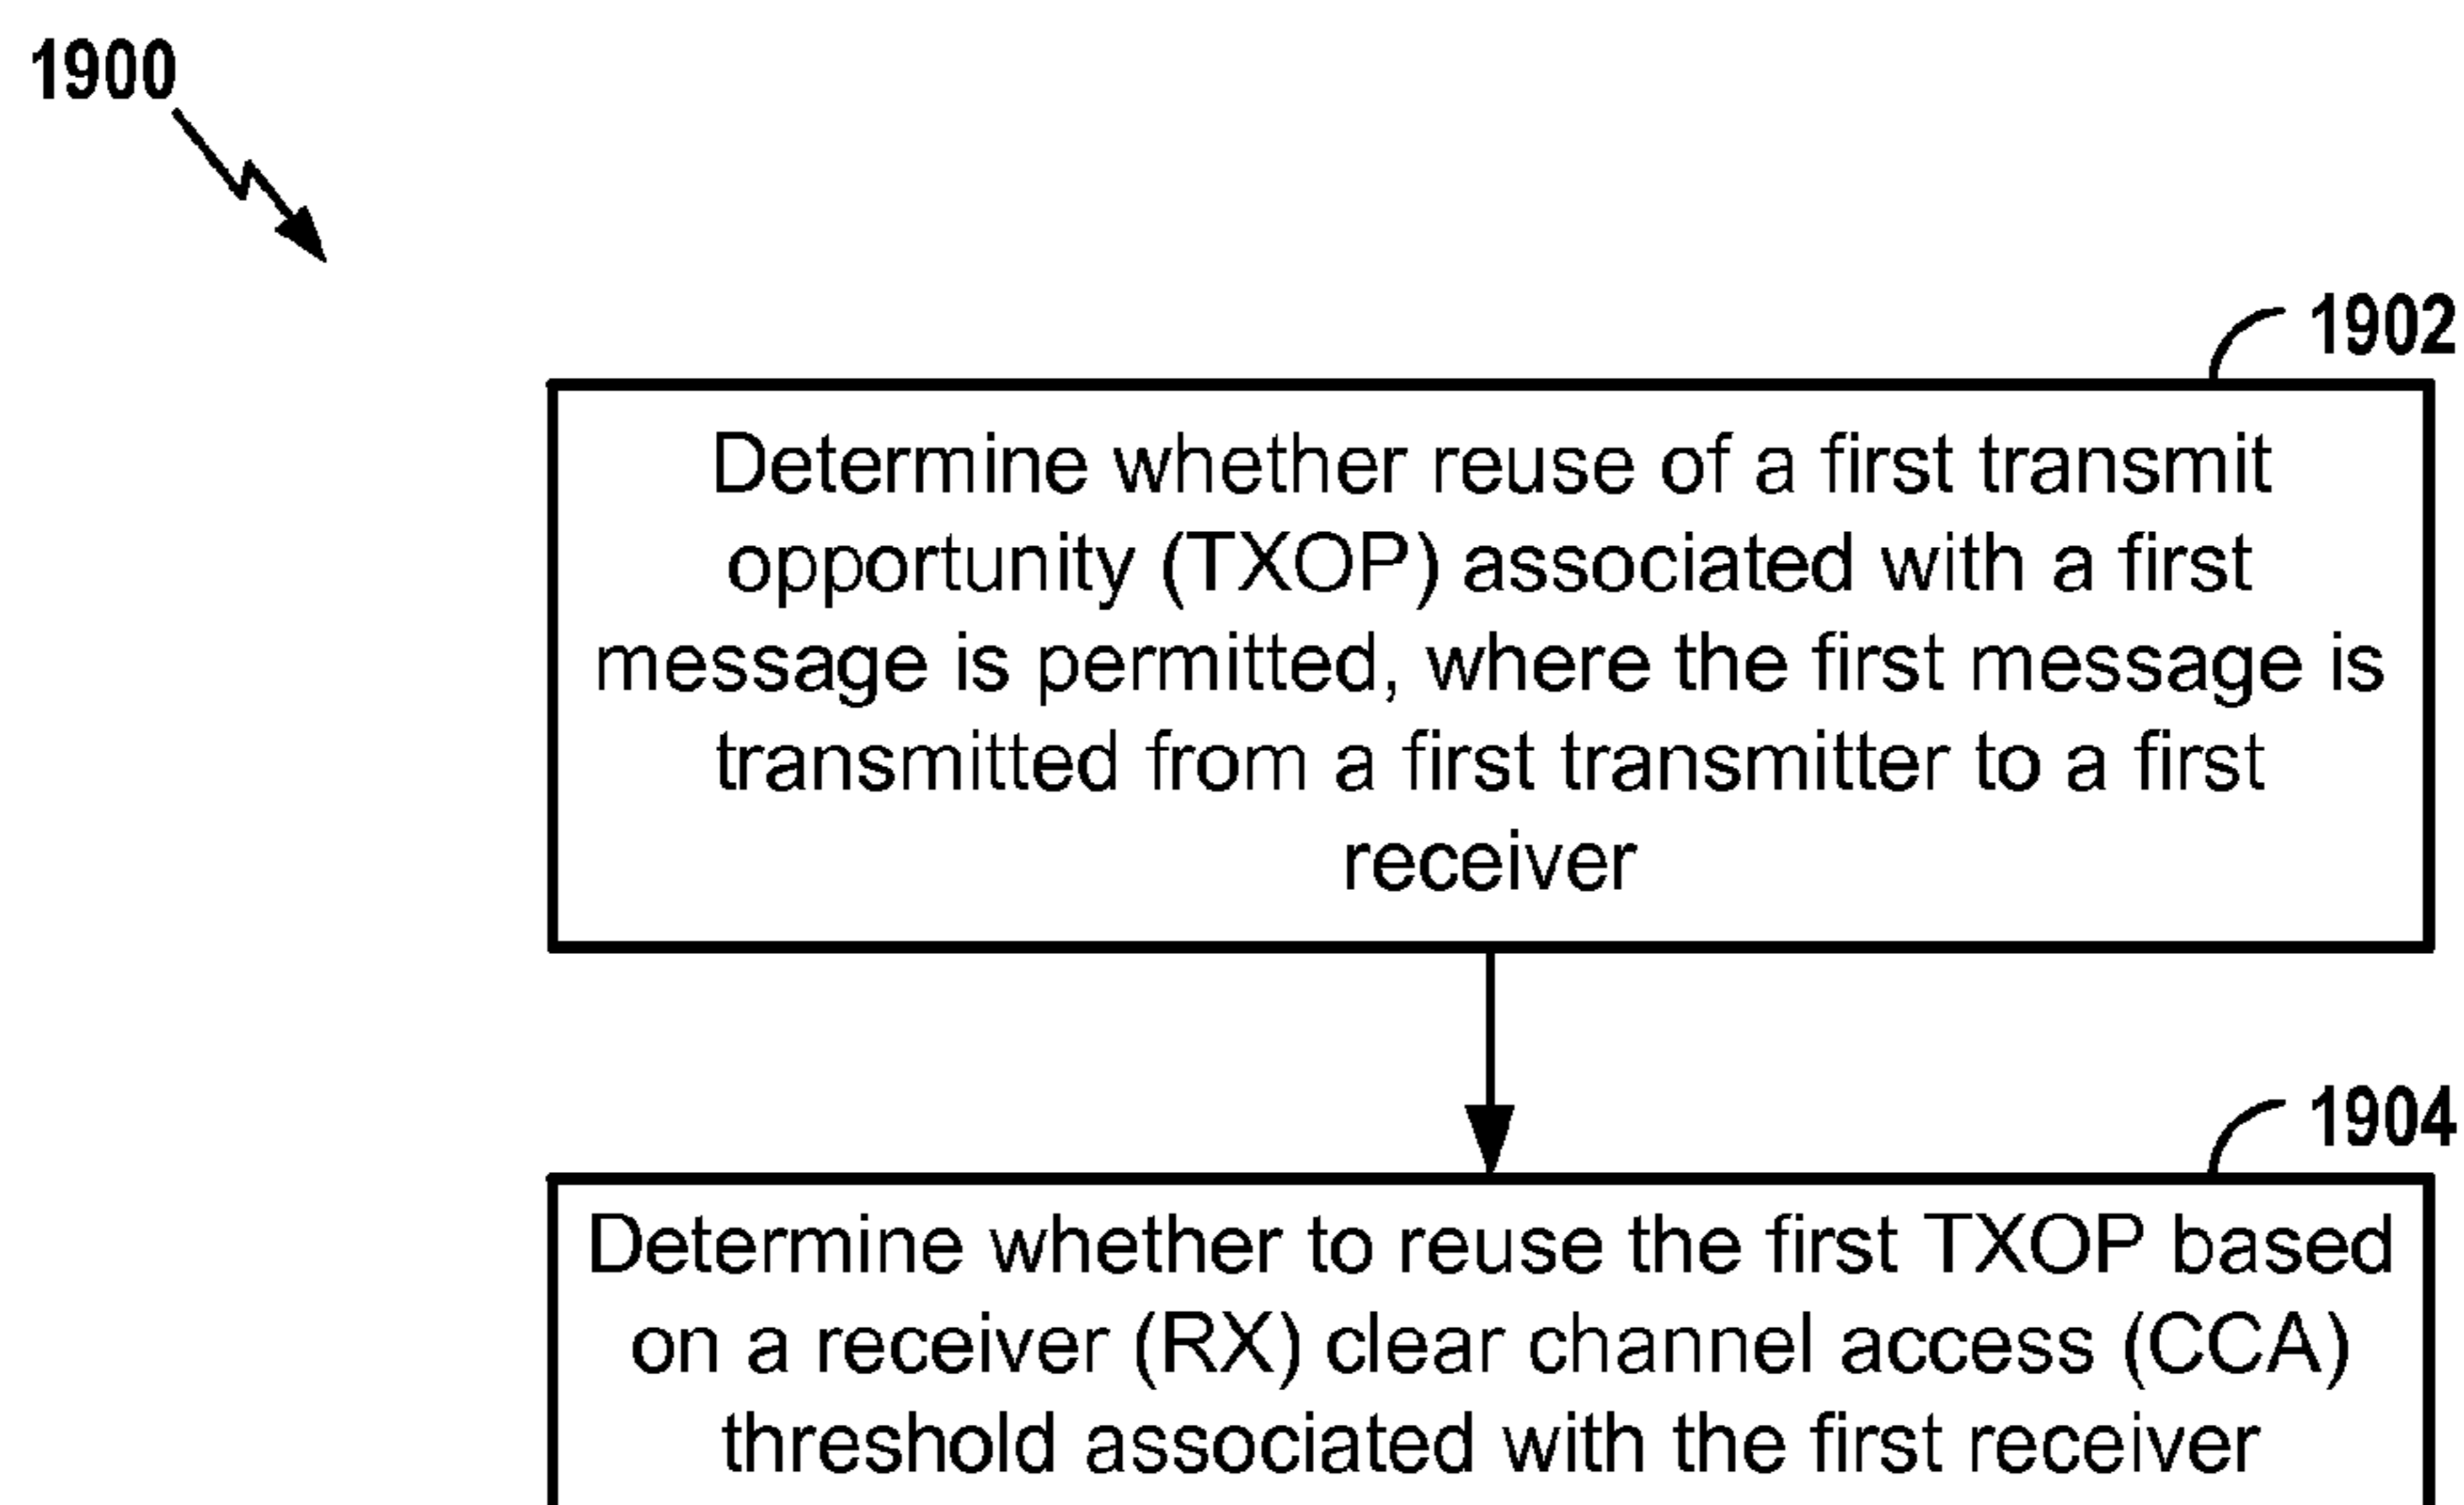 1900
1902
Determine whether reuse of a first transmit
opportunity (TXOP) associated with a first
message is permitted, where the first message is
transmitted from a first transmitter to a first
receiver
1904
Determine whether to reuse the first TXOP based
on a receiver (RX) clear channel access (CCA)
threshold associated with the first receiver